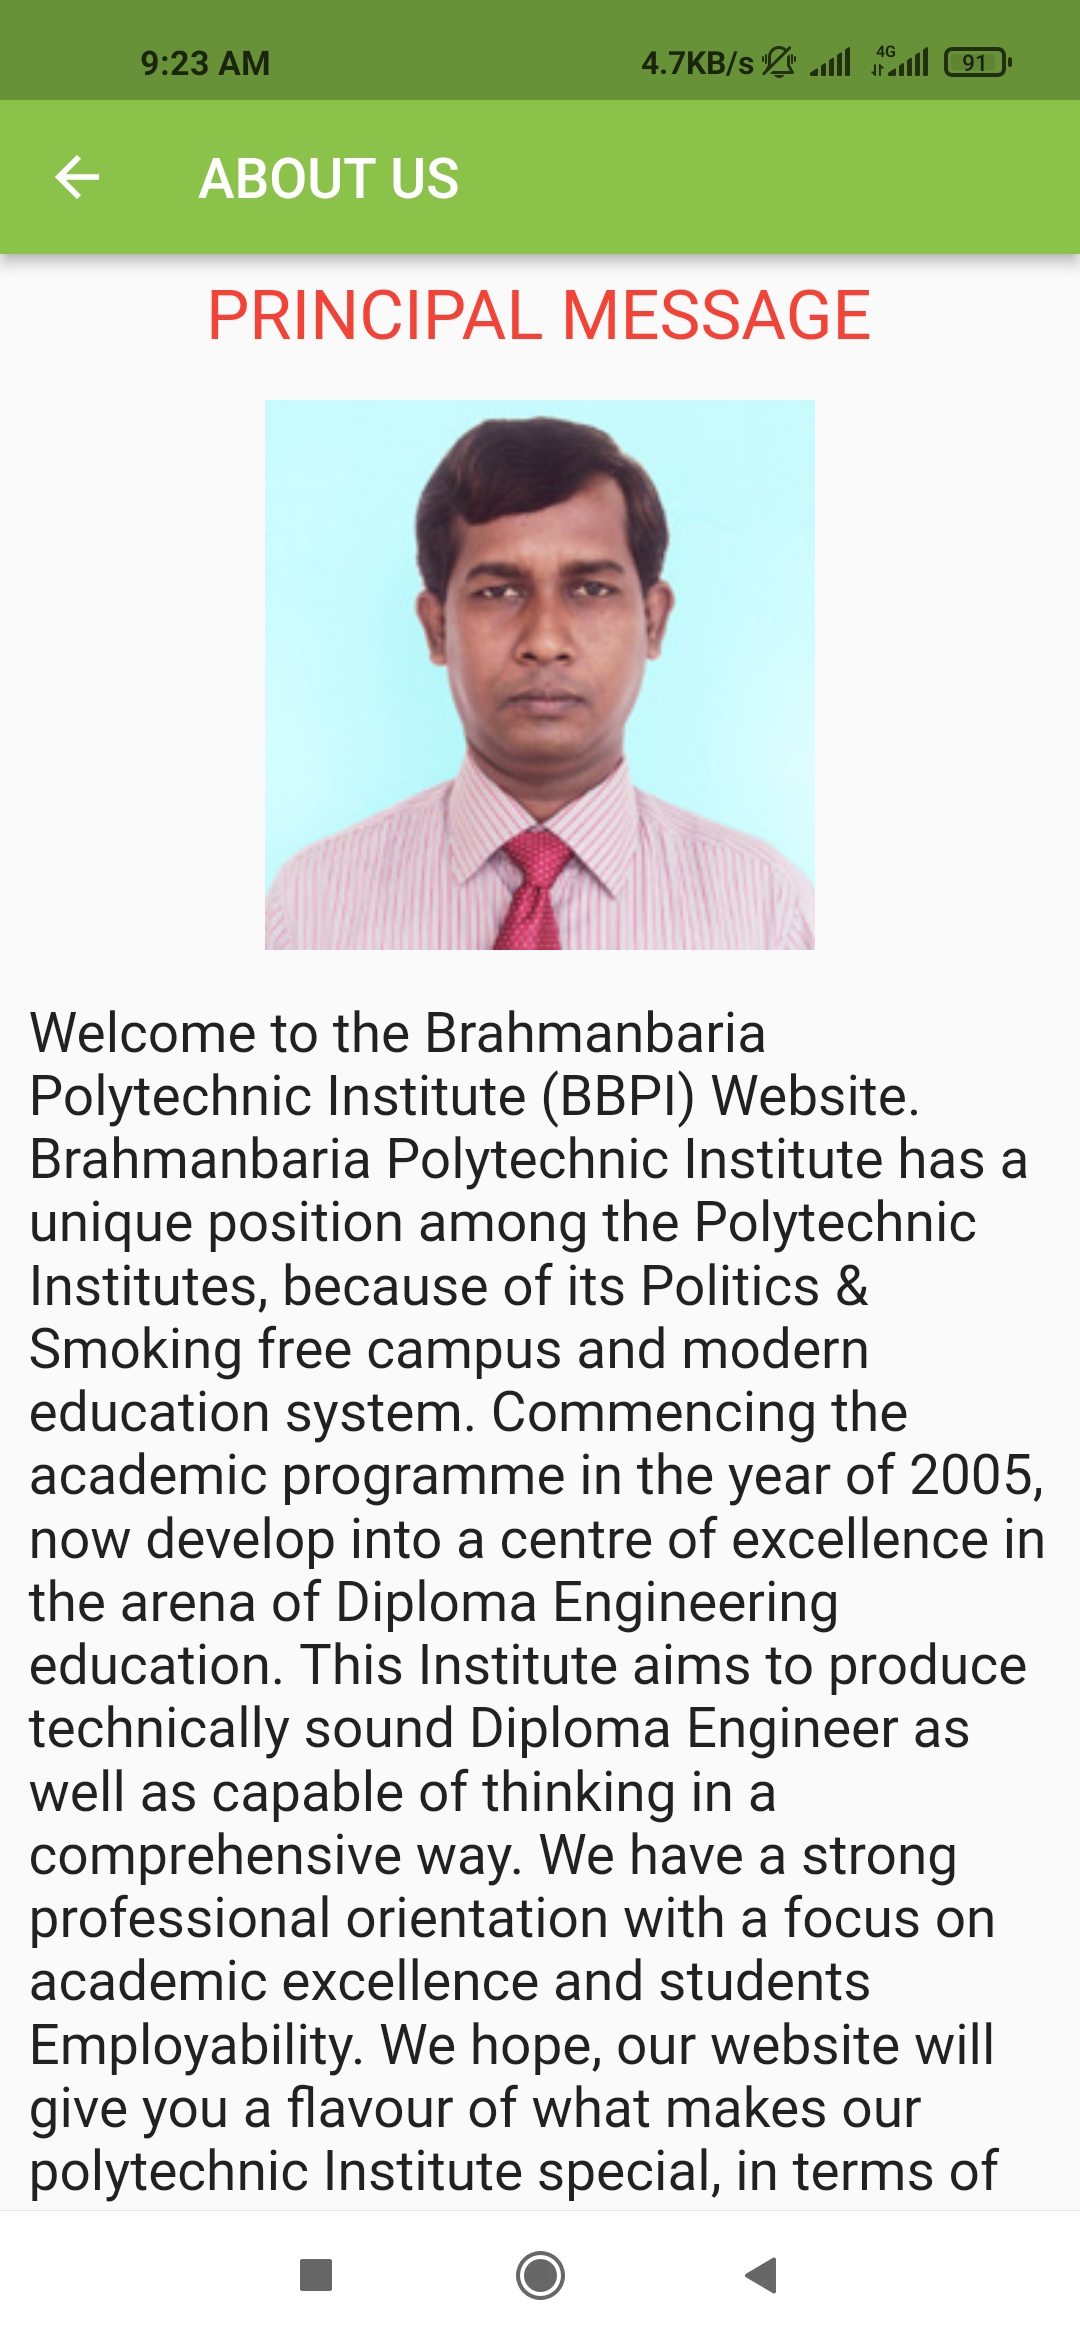 9:23 AM 4.7KB/s 4G 91
ABOUT US
PRINCIPAL MESSAGE
Welcome to the Brahmanbaria
Polytechnic Institute (BBPI) Website.
Brahmanbaria Polytechnic Institute has a
unique position among the Polytechnic
Institutes, because of its Politics &
Smoking free campus and modern
education system. Commencing the
academic programme in the year of 2005,
now develop into a centre of excellence in
the arena of Diploma Engineering
education. This Institute aims to produce
technically sound Diploma Engineer as
well as capable of thinking in a
comprehensive way. We have a strong
professional orientation with a focus on
academic excellence and students
Employability. We hope, our website will
give you a flavour of what makes our
polytechnic Institute special, in terms of